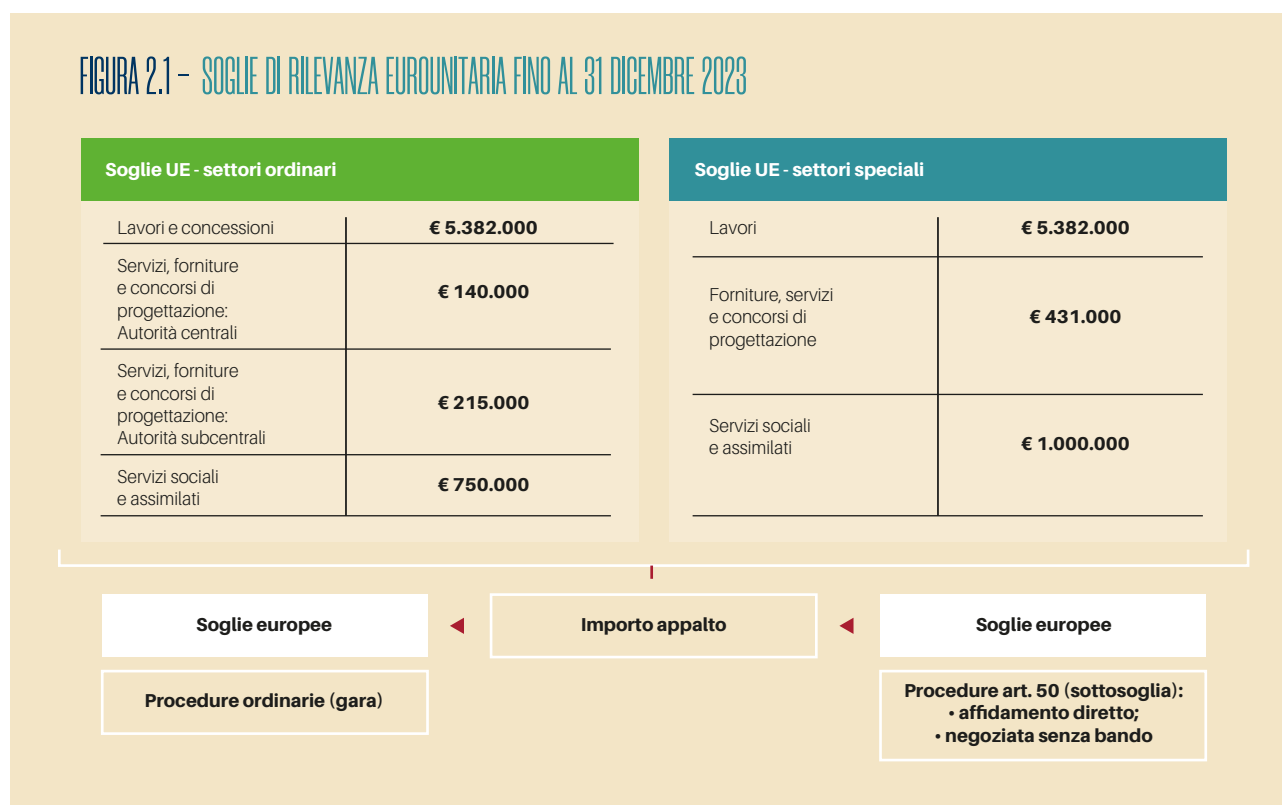 FIGURA 2.1 – SOGLIE DI RILEVANZA EUROUNITARIA FINO AL 31 DICEMBRE 2023
Soglie UE - settori ordinari
Lavori e concessioni
€ 5.382.000
Servizi, forniture
e concorsi di
progettazione:
Autorità centrali
€ 140.000
Servizi, forniture
e concorsi di
progettazione:
Autorità subcentrali
€ 215.000
Servizi sociali
e assimilati
€ 750.000
Soglie UE - settori speciali
Lavori
€ 5.382.000
Forniture, servizi
e concorsi di
progettazione
€ 431.000
Servizi sociali
e assimilati
€ 1.000.000
Soglie europee
Importo appalto
Soglie europee
Procedure ordinarie (gara)
Procedure art. 50 (sottosoglia):
• affidamento diretto;
• negoziata senza bando